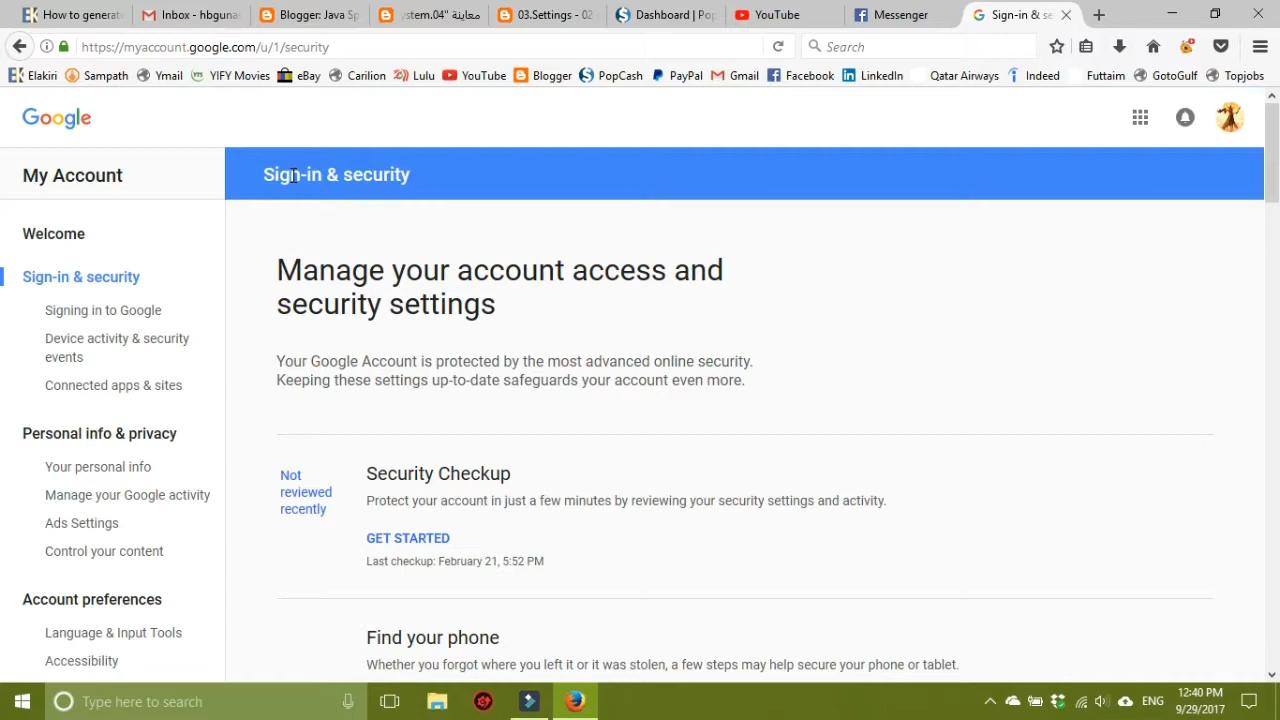 How to generate
Inbox - hbguna
Blogger: Java Sp
معاينة "04.ystem
03.Settings - 02
Dashboard | Pop
YouTube
Messenger
Sign-in & se
https://myaccount.google.com/u/1/security
Search
Elakiri
Sampath
Ymail
YIFY Movies
eBay
Carilion
Lulu
YouTube
Blogger
PopCash
PayPal
Gmail
Facebook
LinkedIn
Qatar Airways
Indeed
Futtaim
GotoGulf
Topjobs
Google
My Account
Sign-in & security
Welcome
Sign-in & security
Signing in to Google
Device activity & security
events
Connected apps & sites
Personal info & privacy
Your personal info
Manage your Google activity
Ads Settings
Control your content
Account preferences
Language & Input Tools
Accessibility
Manage your account access and
security settings
Your Google Account is protected by the most advanced online security.
Keeping these settings up-to-date safeguards your account even more.
Not
reviewed
recently
Security Checkup
Protect your account in just a few minutes by reviewing your security settings and activity.
GET STARTED
Last checkup: February 21, 5:52 PM
Find your phone
Whether you forgot where you left it or it was stolen, a few steps may help secure your phone or tablet.
Type here to search
ENG
12:40 PM
9/29/2017